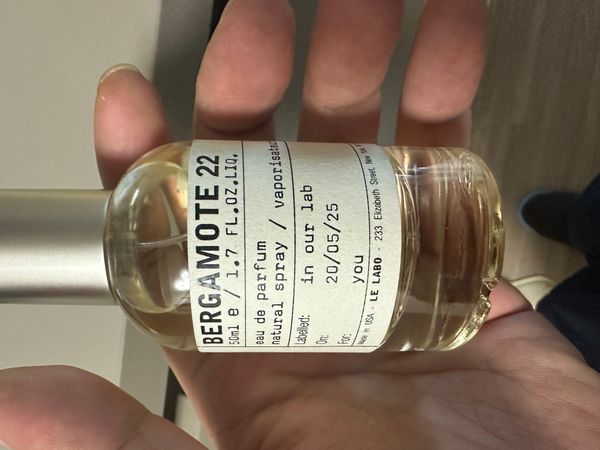 BERGAMOTE 22
50ml e / 1.7 FL.OZ.LIQ.
eau de parfum
natural spray / vaporisateur
Labelled: in our lab
On: 20/05/25
For: you
Made in USA - LE LABO - 233 Elizabeth Street, New